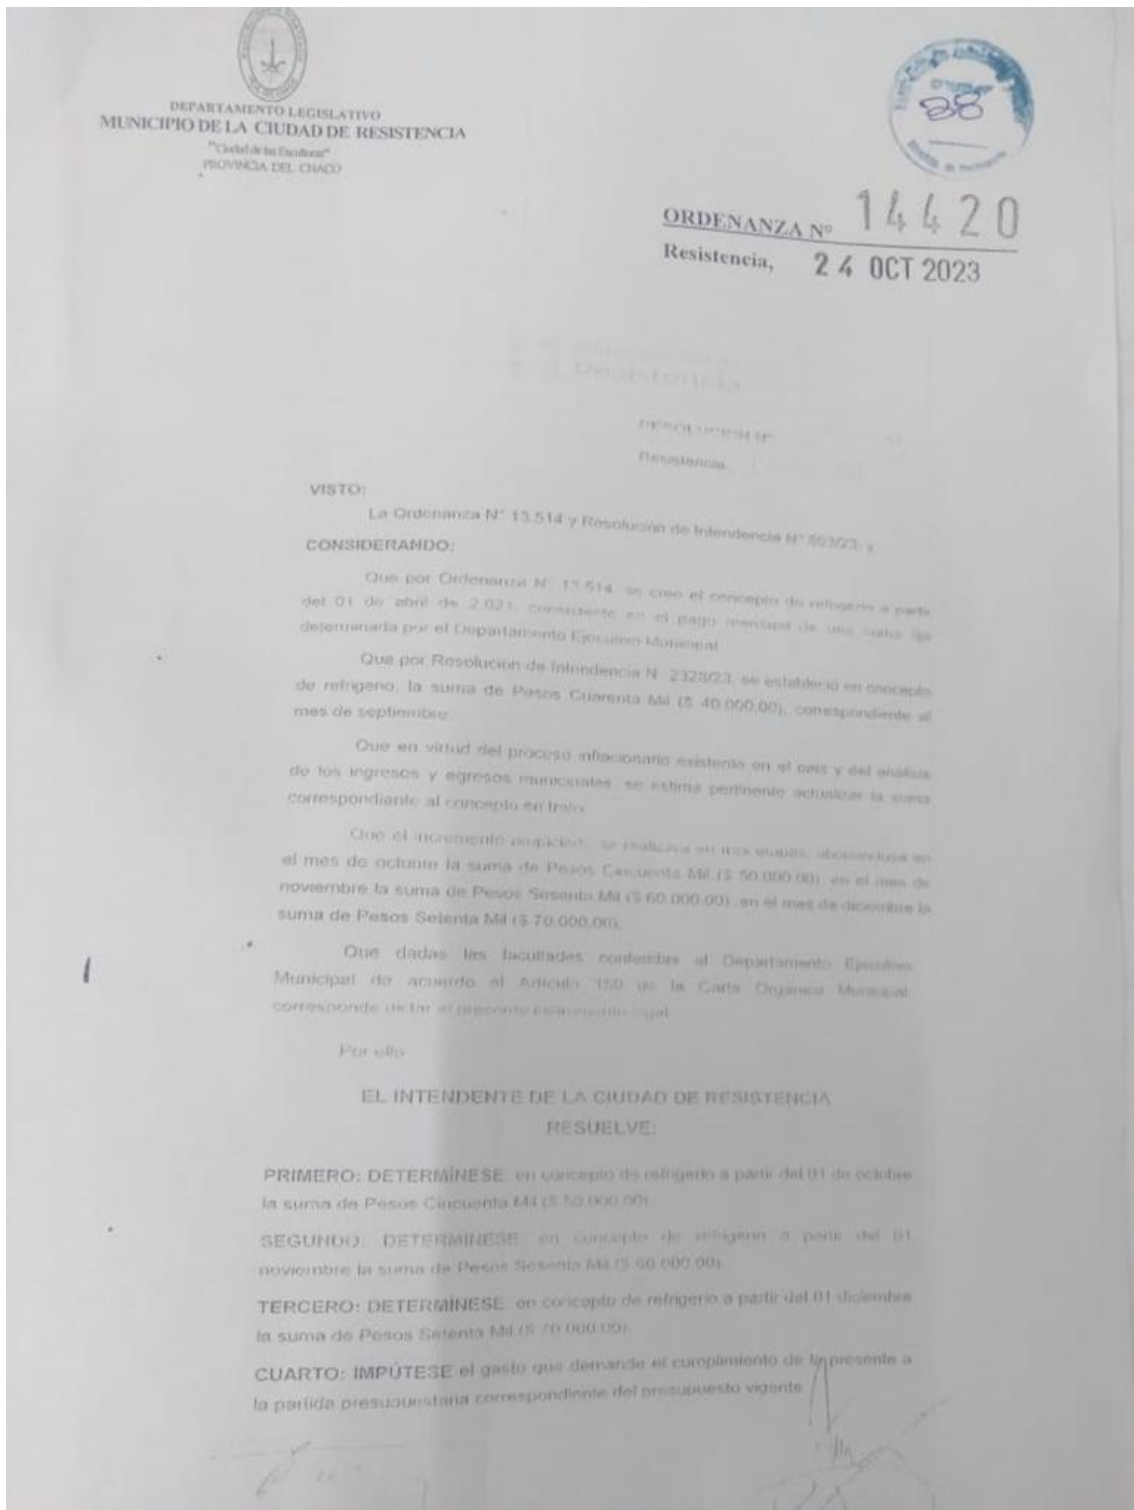 DEPARTAMENTO LEGISLATIVO
MUNICIPIO DE LA CIUDAD DE RESISTENCIA
"Ciudad de las Esculturas"
PROVINCIA DEL CHACO
28
ORDENANZA Nº 14420
Resistencia, 24 OCT 2023
Resistencia
Resistencia,
VISTO:
La Ordenanza N° 13.514 y Resolución de Intendencia N° /23, y
CONSIDERANDO:
Que por Ordenanza N° 13.514, se creó el concepto de refrigerio a partir
del 01 de abril de 2.021, consistente en el pago mensual de una suma fija
determinada por el Departamento Ejecutivo Municipal
Que por Resolución de Intendencia N° 2328/23, se estableció en concepto
de refrigerio, la suma de Pesos Cuarenta Mil ($ 40.000,00), correspondiente al
mes de septiembre
Que en virtud del proceso inflacionario existente en el país y del análisis
de los ingresos y egresos municipales, se estima pertinente actualizar la suma
correspondiente al concepto en trato
Que el incremento propiciado se realizara en tres etapas, abonándose en
el mes de octubre la suma de Pesos Cincuenta Mil ($ 50.000,00), en el mes de
noviembre la suma de Pesos Sesenta Mil ($ 60.000,00), en el mes de diciembre la
suma de Pesos Setenta Mil ($ 70.000,00),
Que dadas las facultades conferidas al Departamento Ejecutivo
Municipal de acuerdo al Artículo de la Carta Orgánica Municipal,
corresponde dictar el presente instrumento legal
Por ello
EL INTENDENTE DE LA CIUDAD DE RESISTENCIA
RESUELVE:
PRIMERO: DETERMÍNESE, en concepto de refrigerio a partir del 01 de octubre
la suma de Pesos Cincuenta Mil ($ 50.000,00)
SEGUNDO: DETERMÍNESE, en concepto de refrigerio a partir del 01
noviembre la suma de Pesos Sesenta Mil ($ 60.000,00)
TERCERO: DETERMÍNESE, en concepto de refrigerio a partir del 01 diciembre
la suma de Pesos Setenta Mil ($ 70.000,00).
CUARTO: IMPÚTESE el gasto que demande el cumplimiento de la presente a
la partida presupuestaria correspondiente del presupuesto vigente